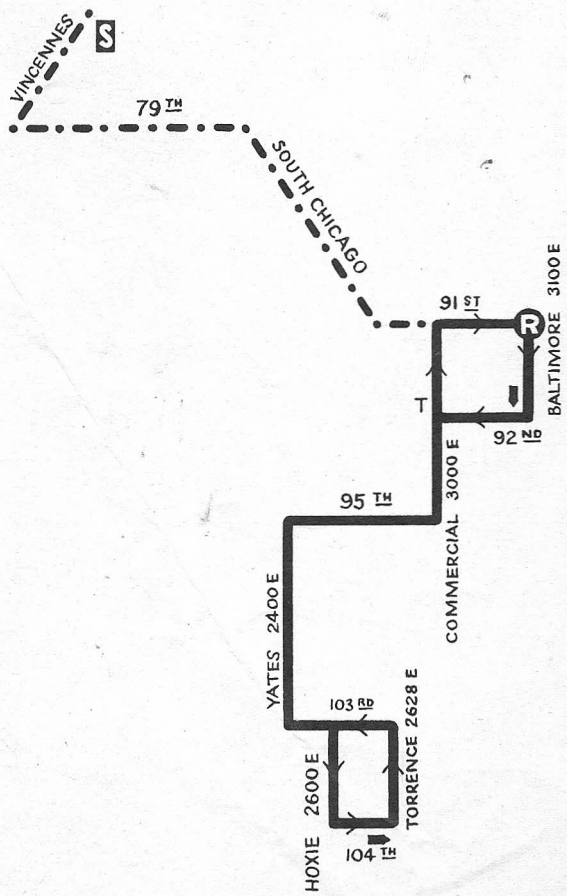 VINCENNES
S
79TH
SOUTH CHICAGO
91ST
R
BALTIMORE 3100 E
T
92ND
95TH
COMMERCIAL 3000 E
YATES 2400 E
103RD
TORRENCE 2628 E
HOXIE 2600 E
104TH